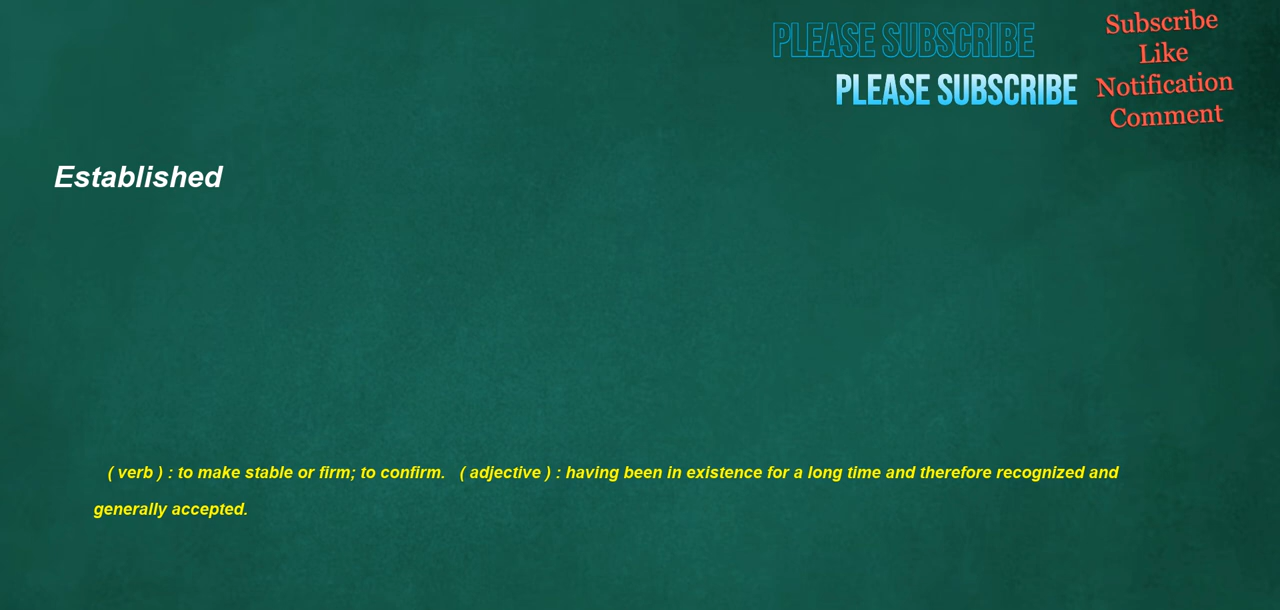 PLEASE SUBSCRIBE
PLEASE SUBSCRIBE
Subscribe
Like
Notification
Comment
Established
( verb ) : to make stable or firm; to confirm. ( adjective ) : having been in existence for a long time and therefore recognized and
generally accepted.